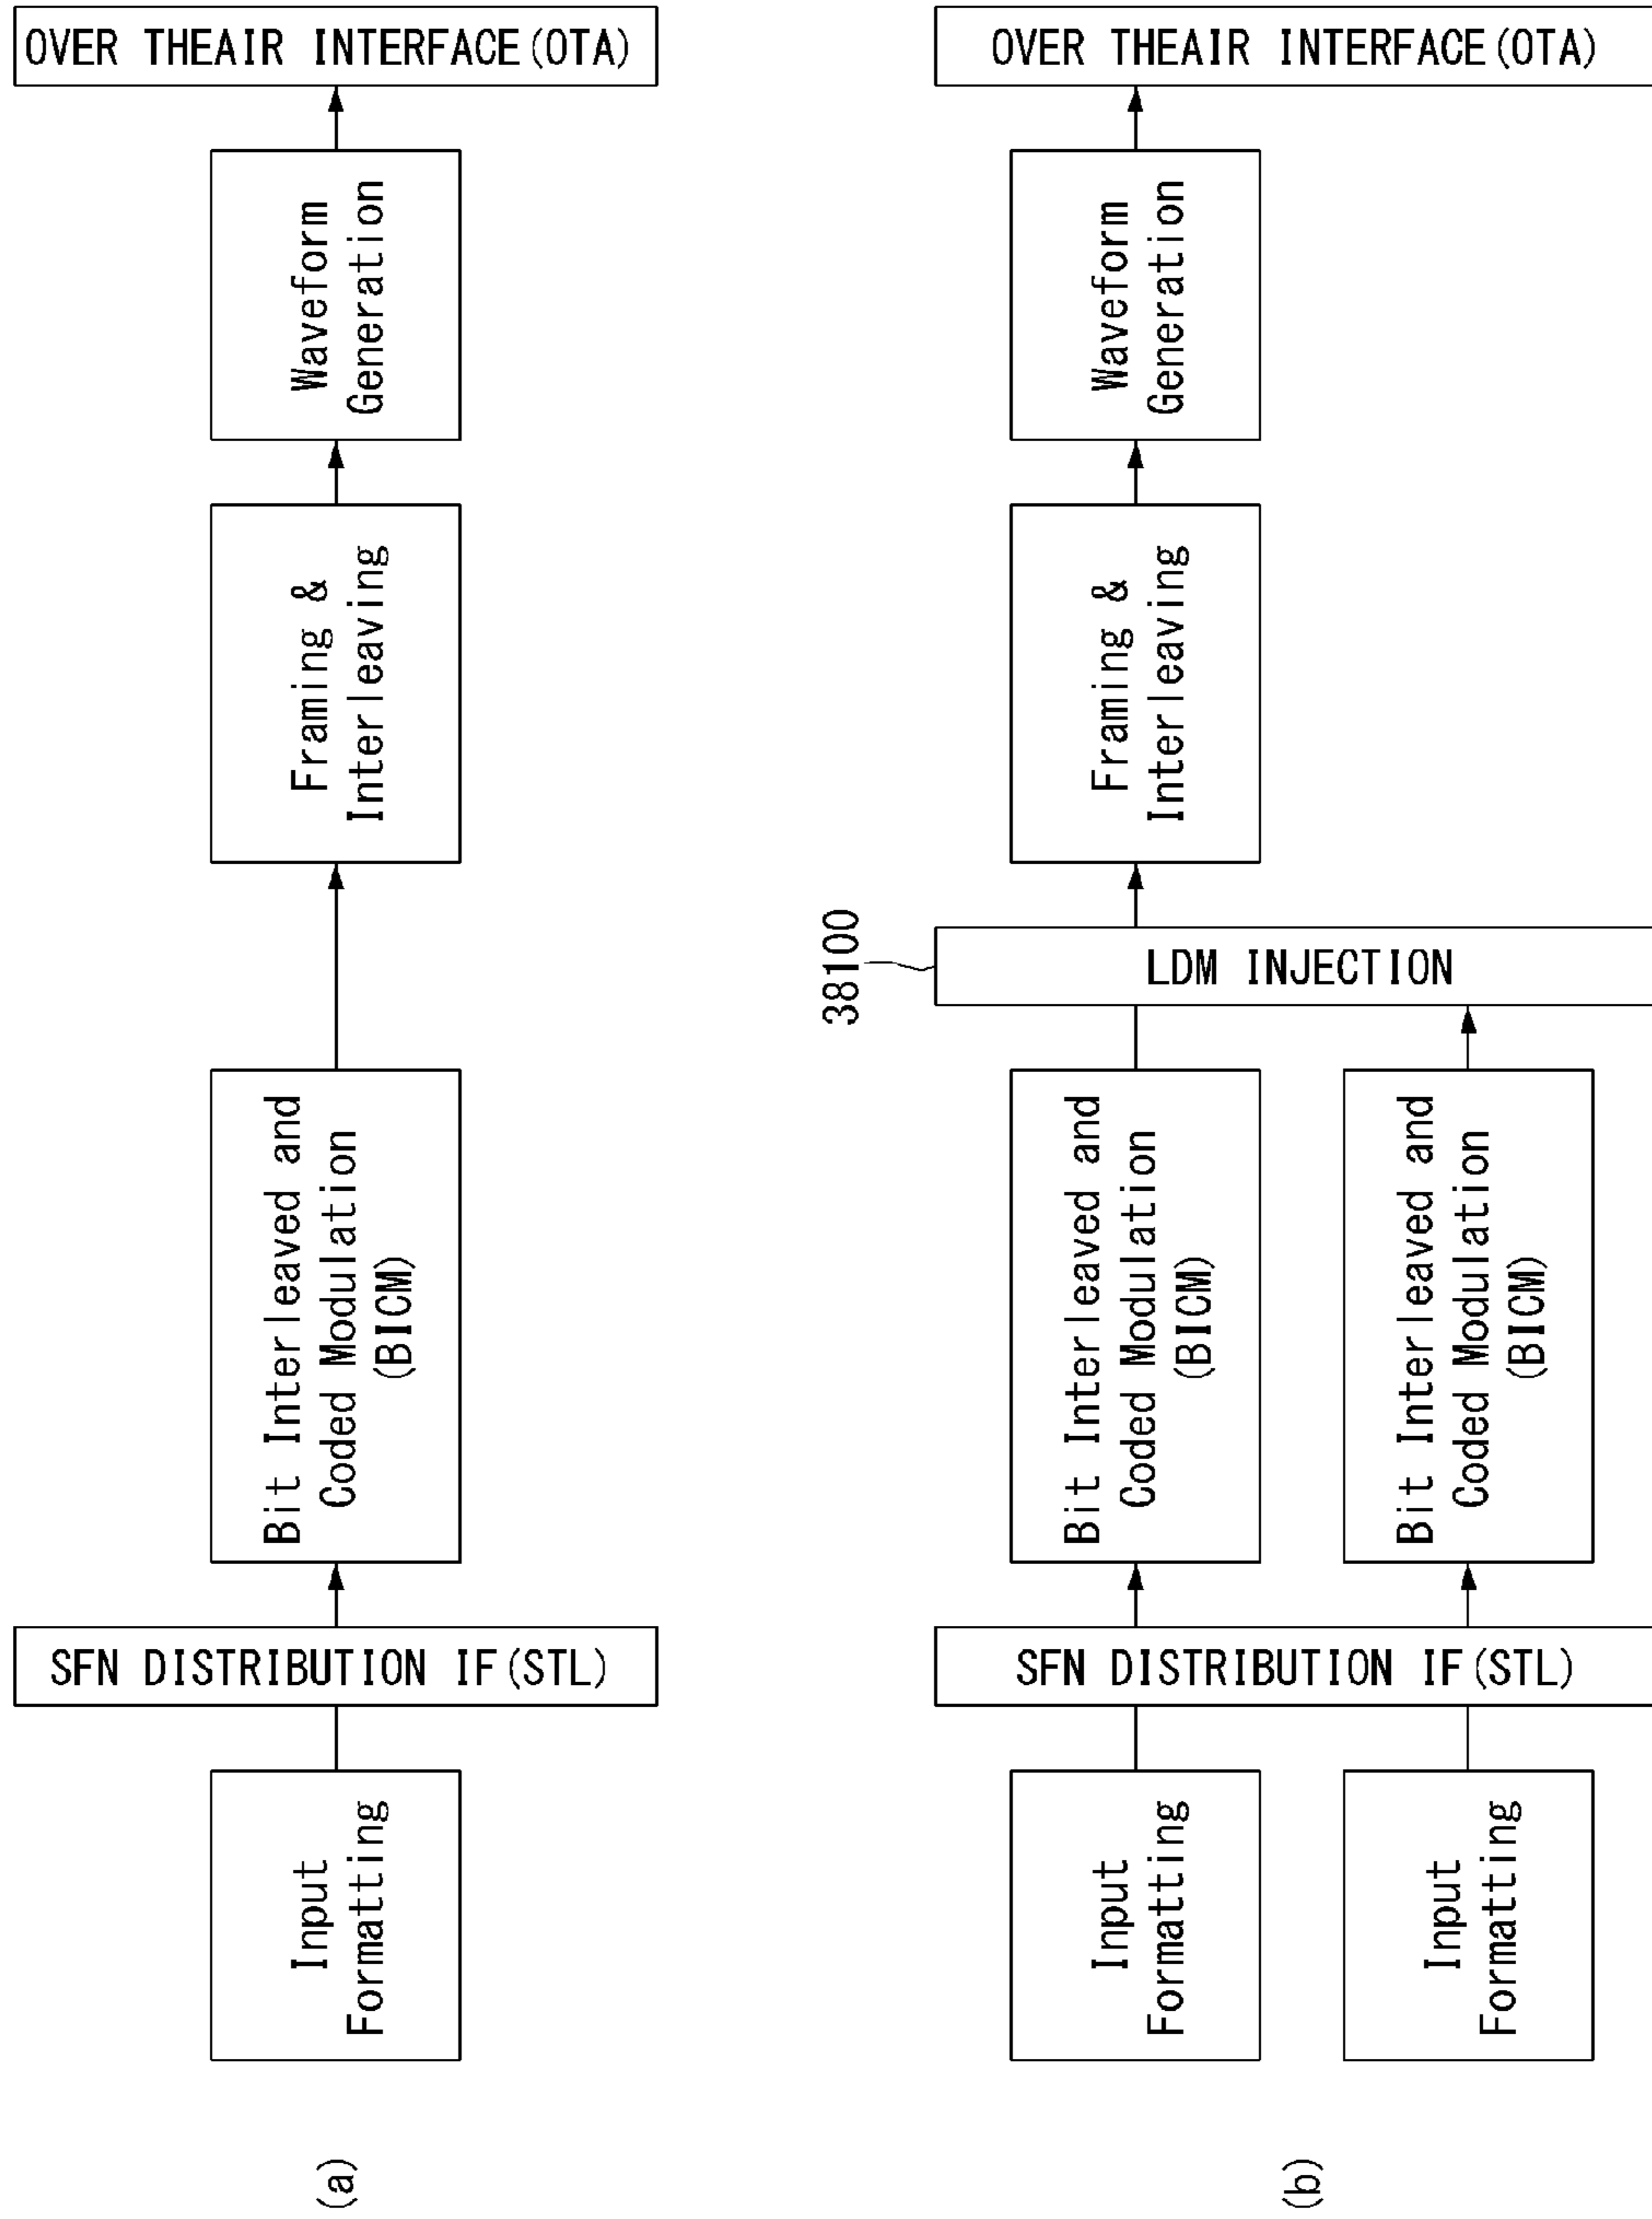 (a)
Input
Formatting
SFN DISTRIBUTION IF(STL)
Bit Interleaved and
Coded Modulation
(BICM)
Framing &
Interleaving
Waveform
Generation
OVER THEAIR INTERFACE(OTA)
(b)
Input
Formatting
Input
Formatting
SFN DISTRIBUTION IF(STL)
Bit Interleaved and
Coded Modulation
(BICM)
Bit Interleaved and
Coded Modulation
(BICM)
38100
LDM INJECTION
Framing &
Interleaving
Waveform
Generation
OVER THEAIR INTERFACE(OTA)